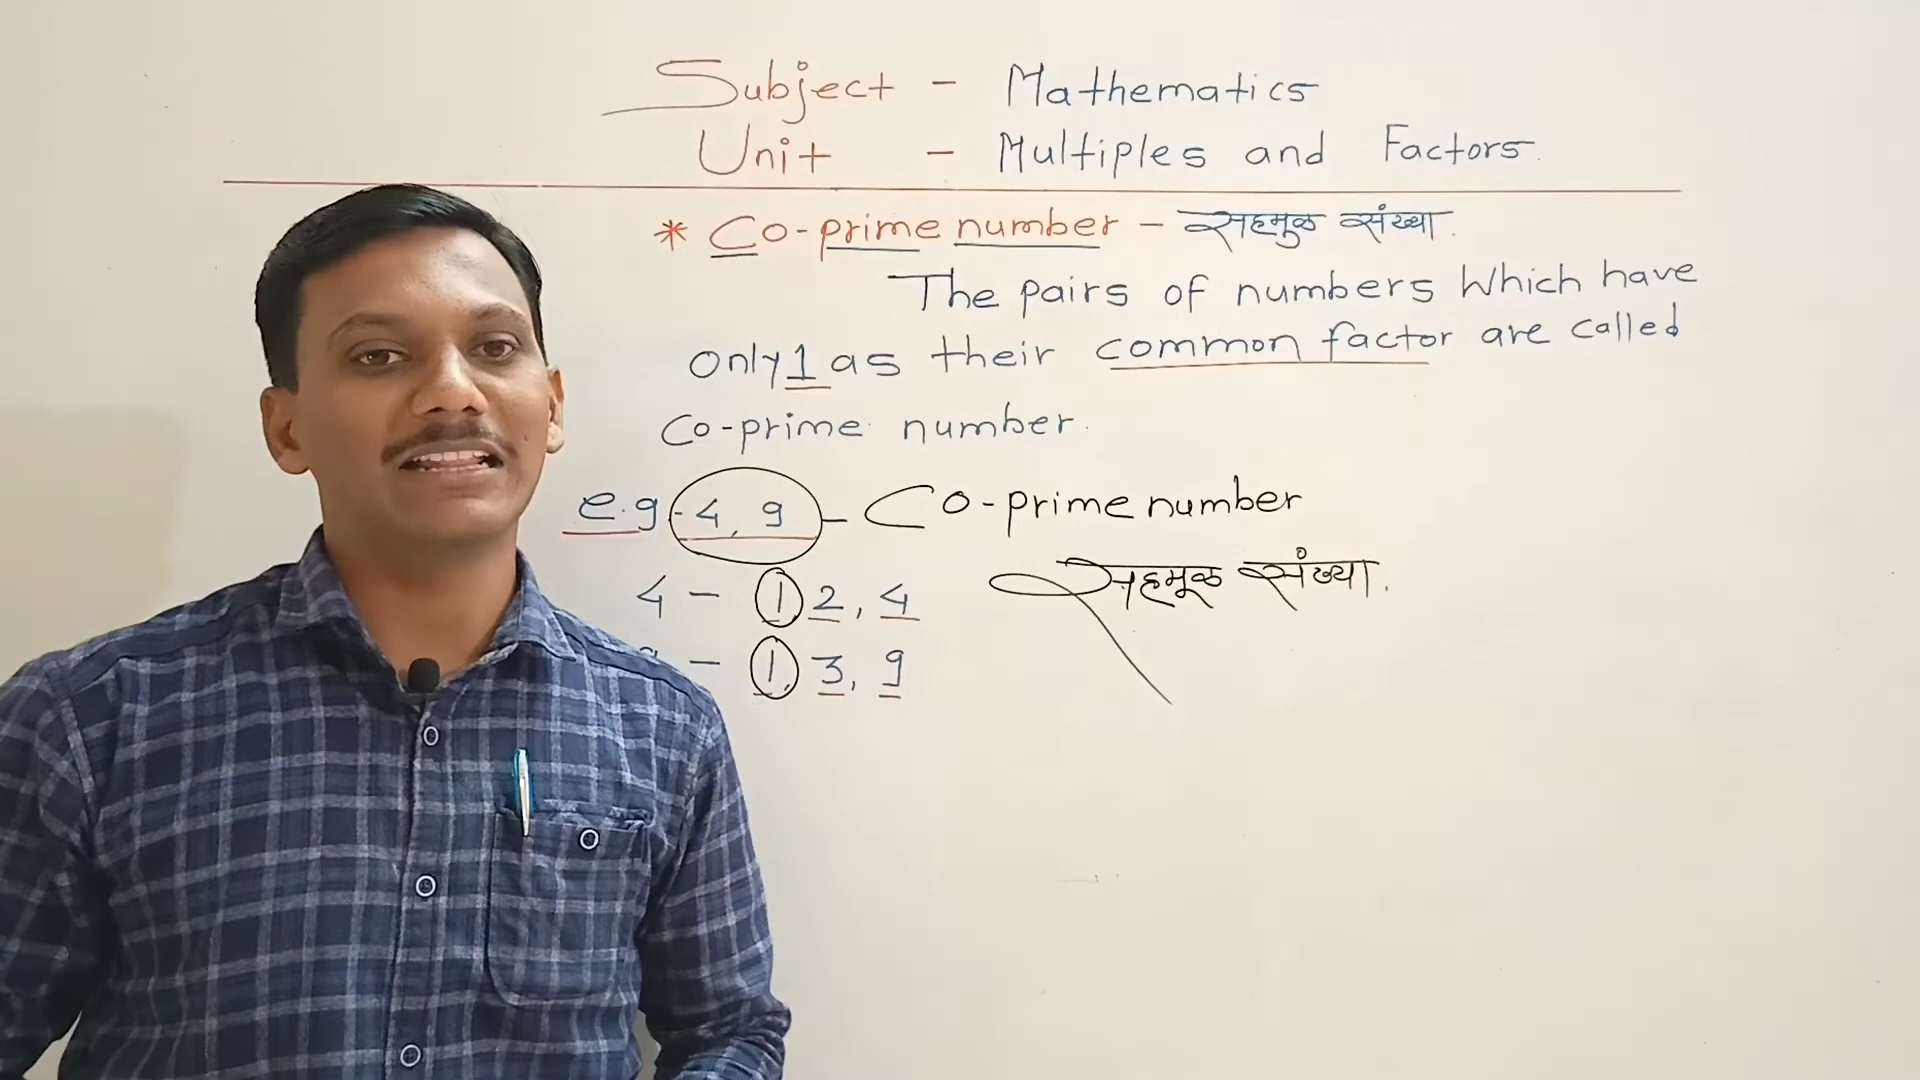 Subject - Mathematics
Unit - Multiples and Factors
* Co-prime number - सहमुळ संख्या.
The pairs of numbers which have
only 1 as their common factor are called
Co-prime number.
e.g - 4, 9 - Co-prime number
सहमूळ संख्या.
4 - 1, 2, 4
- 1, 3, 9